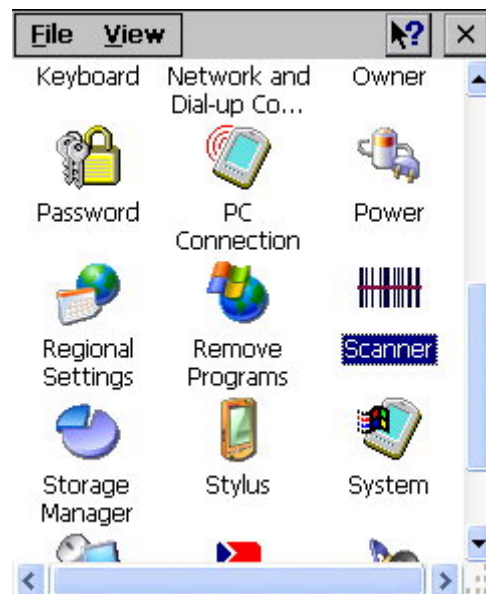 File View ?
Keyboard Network and Dial-up Co... Owner
Password PC Connection Power
Regional Settings Remove Programs Scanner
Storage Manager Stylus System